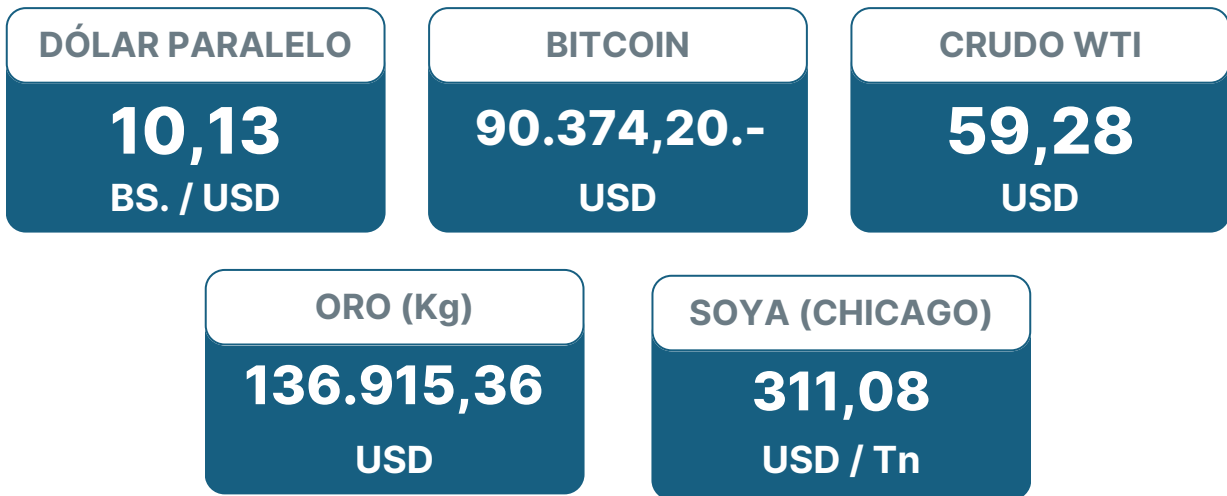 DÓLAR PARALELO
10,13
BS. / USD
BITCOIN
90.374,20.-
USD
CRUDO WTI
59,28
USD
ORO (Kg)
136.915,36
USD
SOYA (CHICAGO)
311,08
USD / Tn